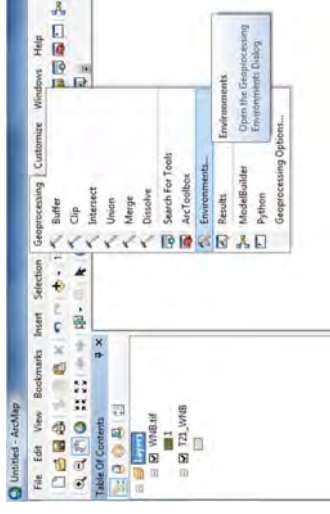 Untitled - ArcMap
File Edit View Bookmarks Insert Selection Geoprocessing Customize Windows Help
Buffer
Clip
Intersect
Union
Merge
Dissolve
Search For Tools
ArcToolbox
Environments...
Results
ModelBuilder
Python
Geoprocessing Options...
Environments
Open the Geoprocessing
Environments Dialog
Table Of Contents
Layers
WNB.tif
1
T21_WNB